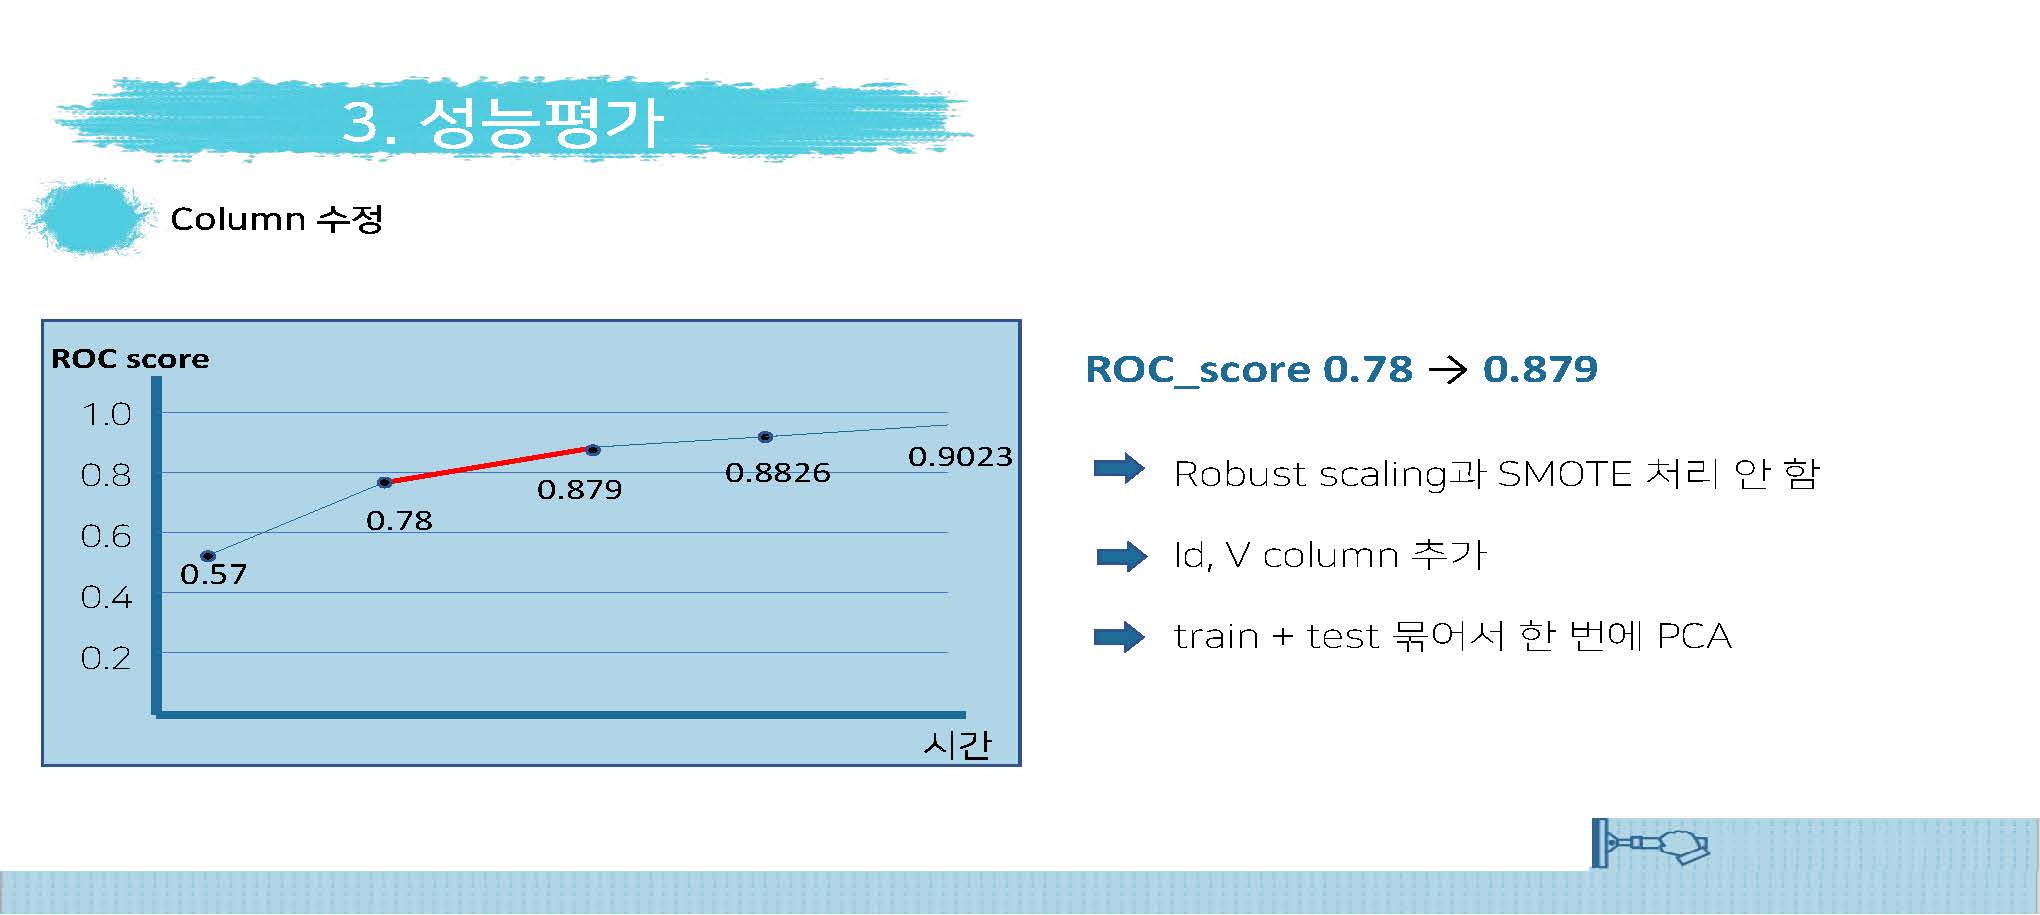 3. 성능평가
Column 수정
ROC score
1.0
0.8
0.6
0.4
0.2
0.57
0.78
0.879
0.8826
0.9023
시간
ROC_score 0.78 → 0.879
Robust scaling과 SMOTE 처리 안 함
Id, V column 추가
train + test 묶어서 한 번에 PCA